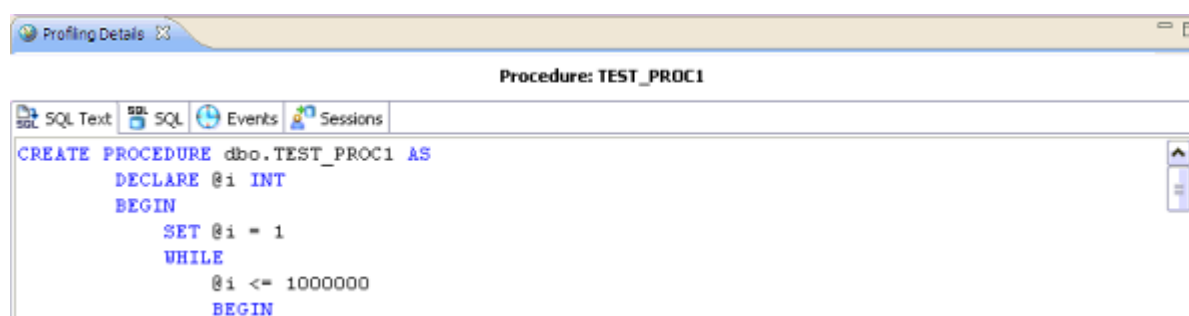 Profiling Details
Procedure: TEST_PROC1
SQL Text SQL Events Sessions
CREATE PROCEDURE dbo.TEST_PROC1 AS
DECLARE @i INT
BEGIN
SET @i = 1
WHILE
@i <= 1000000
BEGIN